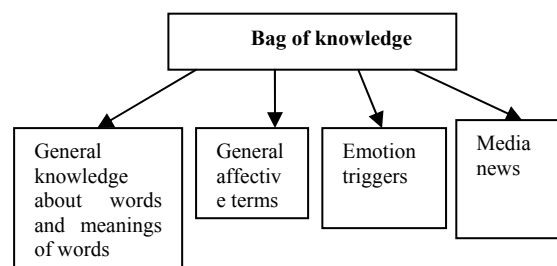 Bag of knowledge
General
knowledge
about words
and meanings
of words
General
affectiv
e terms
Emotion
triggers
Media
news